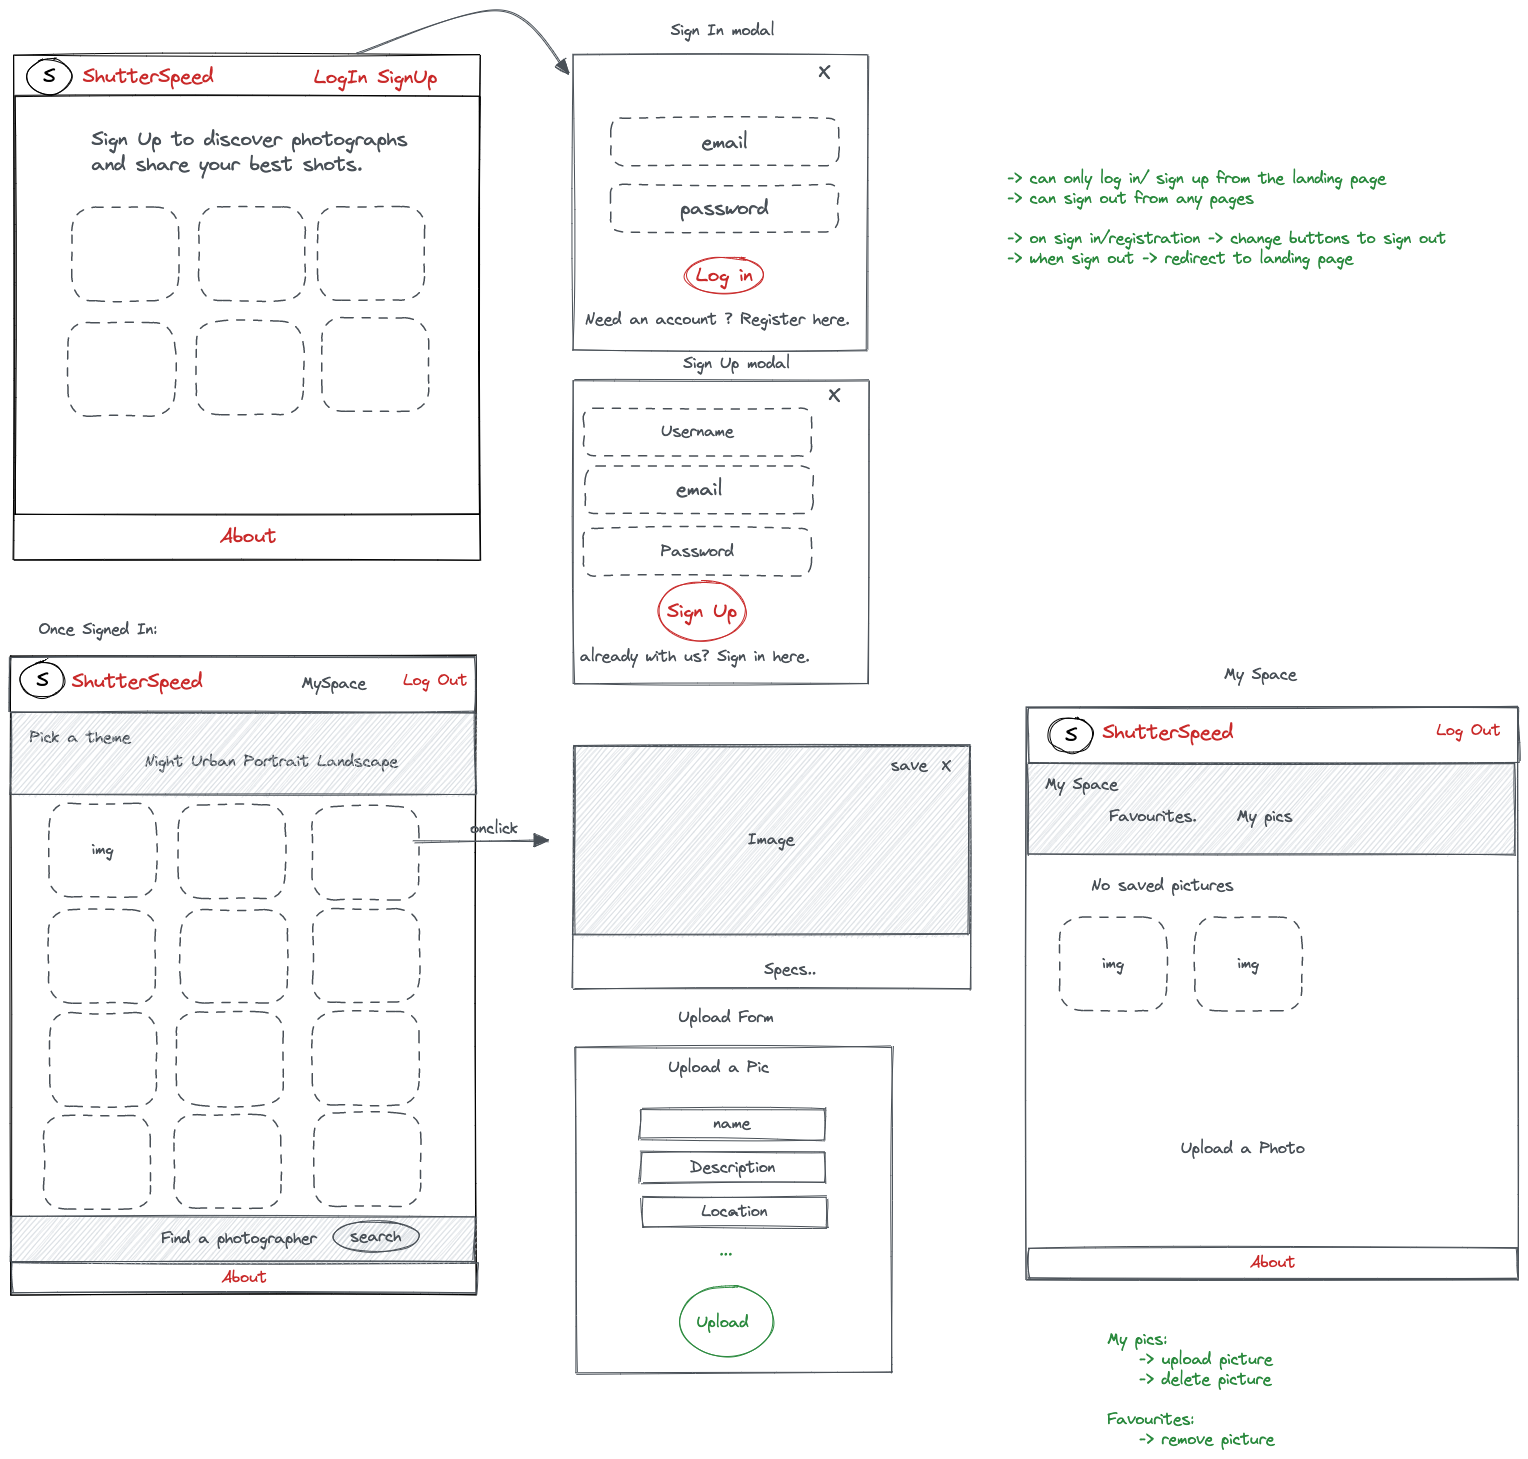 Sign In modal
S ShutterSpeed LogIn SignUp
Sign Up to discover photographs
and share your best shots.
About
X
email
password
Log in
Need an account ? Register here.
Sign Up modal
X
Username
email
Password
Sign Up
already with us? Sign in here.
-> can only log in/ sign up from the landing page
-> can sign out from any pages
-> on sign in/registration -> change buttons to sign out
-> when sign out -> redirect to landing page
Once Signed In:
S ShutterSpeed MySpace Log Out
Pick a theme
Night Urban Portrait Landscape
img
onclick
Find a photographer search
About
save X
Image
Specs..
Upload Form
Upload a Pic
name
Description
Location
...
Upload
My Space
S ShutterSpeed Log Out
My Space
Favourites. My pics
No saved pictures
img img
Upload a Photo
About
My pics:
-> upload picture
-> delete picture
Favourites:
-> remove picture